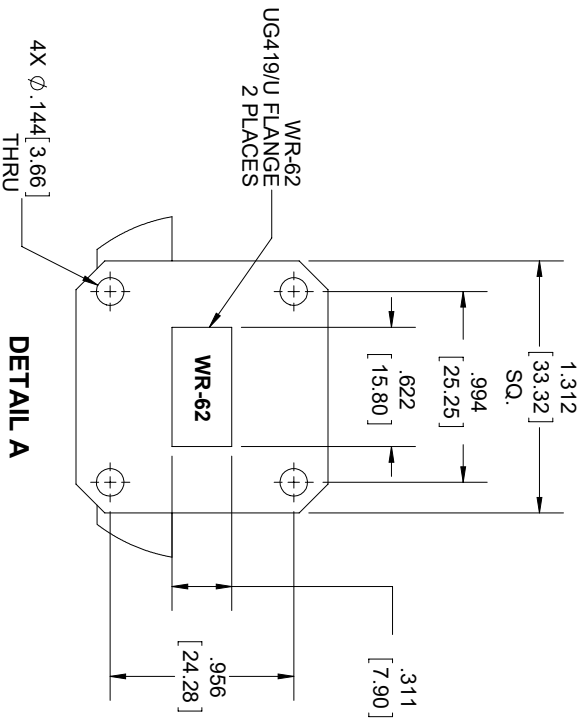 1.312
[33.32]
SQ.
.994
[25.25]
.622
[15.80]
.311
[7.90]
.956
[24.28]
WR-62
WR-62
UG419/U FLANGE
2 PLACES
4X Ø.144[3.66]
THRU
DETAIL A